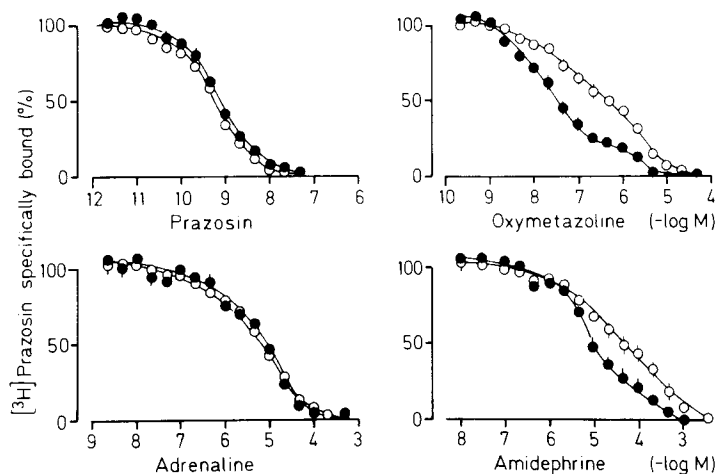 [³H]Prazosin specifically bound (%)
100
50
0
12 11 10 9 8 7 6
Prazosin
100
50
0
10 9 8 7 6 5 4
Oxymetazoline (-log M)
100
50
0
9 8 7 6 5 4 3
Adrenaline
100
50
0
8 7 6 5 4 3
Amidephrine (-log M)